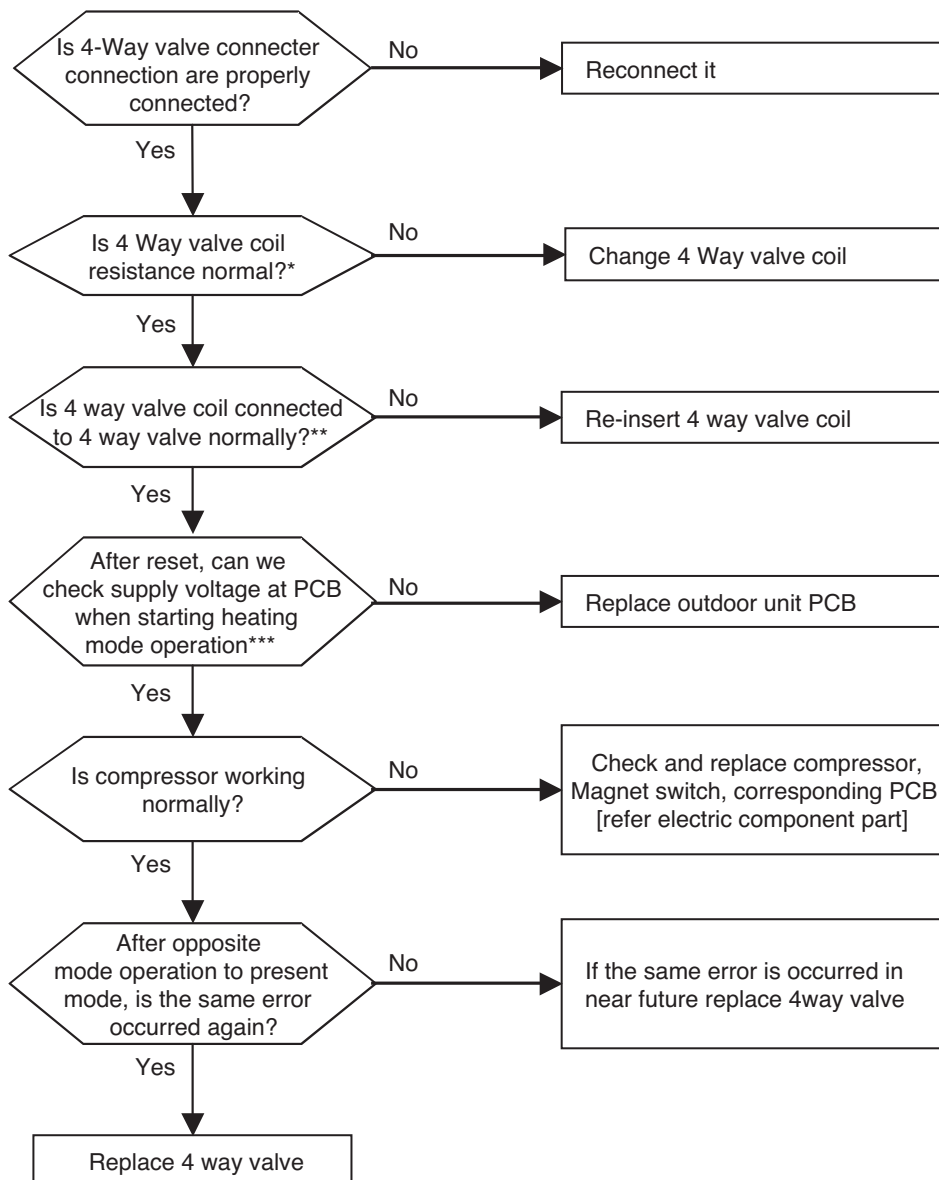 Is 4-Way valve connecter
connection are properly
connected?
No
Reconnect it
Yes
Is 4 Way valve coil
resistance normal?*
No
Change 4 Way valve coil
Yes
Is 4 way valve coil connected
to 4 way valve normally?**
No
Re-insert 4 way valve coil
Yes
After reset, can we
check supply voltage at PCB
when starting heating
mode operation***
No
Replace outdoor unit PCB
Yes
Is compressor working
normally?
No
Check and replace compressor,
Magnet switch, corresponding PCB
[refer electric component part]
Yes
After opposite
mode operation to present
mode, is the same error
occurred again?
No
If the same error is occurred in
near future replace 4way valve
Yes
Replace 4 way valve